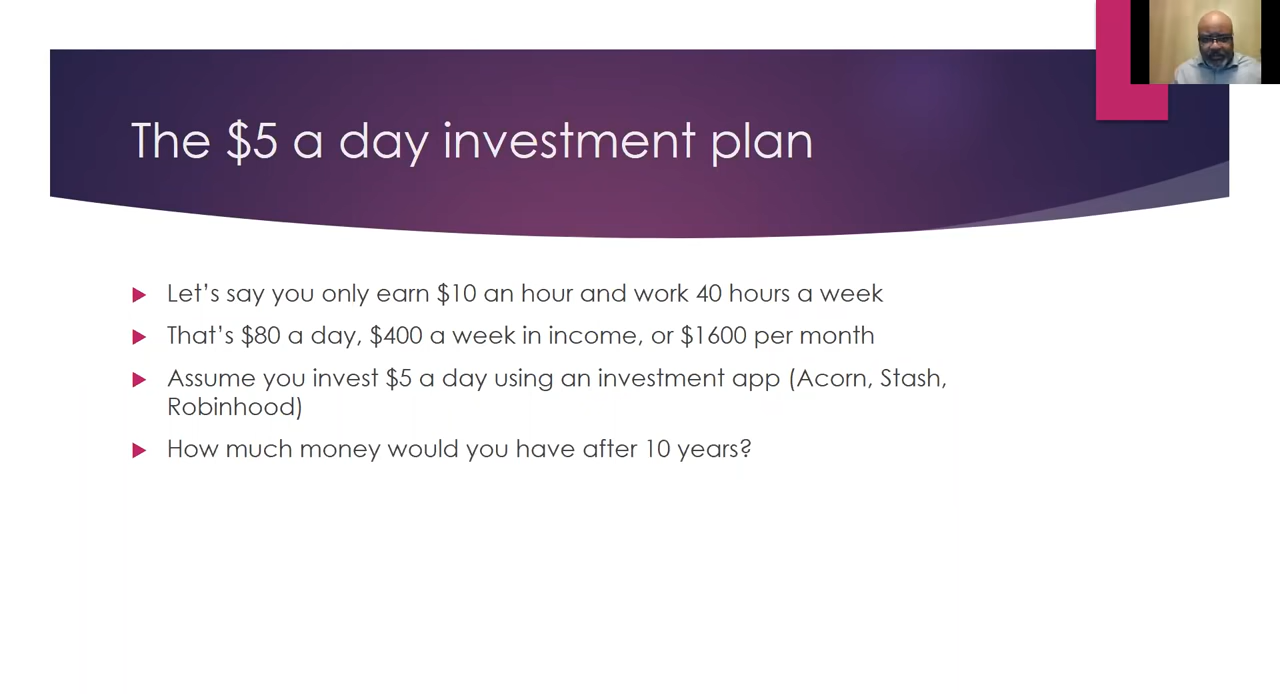 The $5 a day investment plan
Let's say you only earn $10 an hour and work 40 hours a week
That's $80 a day, $400 a week in income, or $1600 per month
Assume you invest $5 a day using an investment app (Acorn, Stash,
Robinhood)
How much money would you have after 10 years?